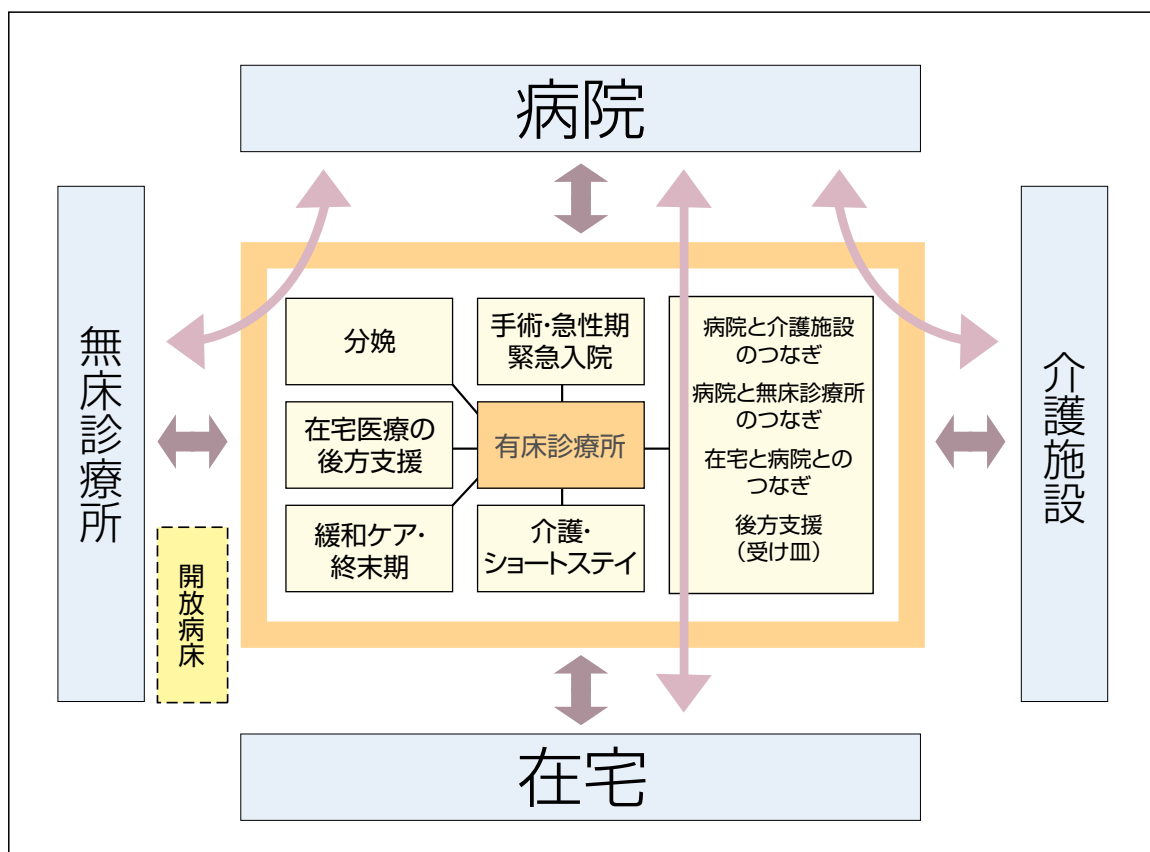 病院
無床診療所
開放病床
分娩
手術・急性期
緊急入院
在宅医療の
後方支援
有床診療所
緩和ケア・
終末期
介護・
ショートステイ
病院と介護施設
のつなぎ
病院と無床診療所
のつなぎ
在宅と病院との
つなぎ
後方支援
（受け皿）
介護施設
在宅